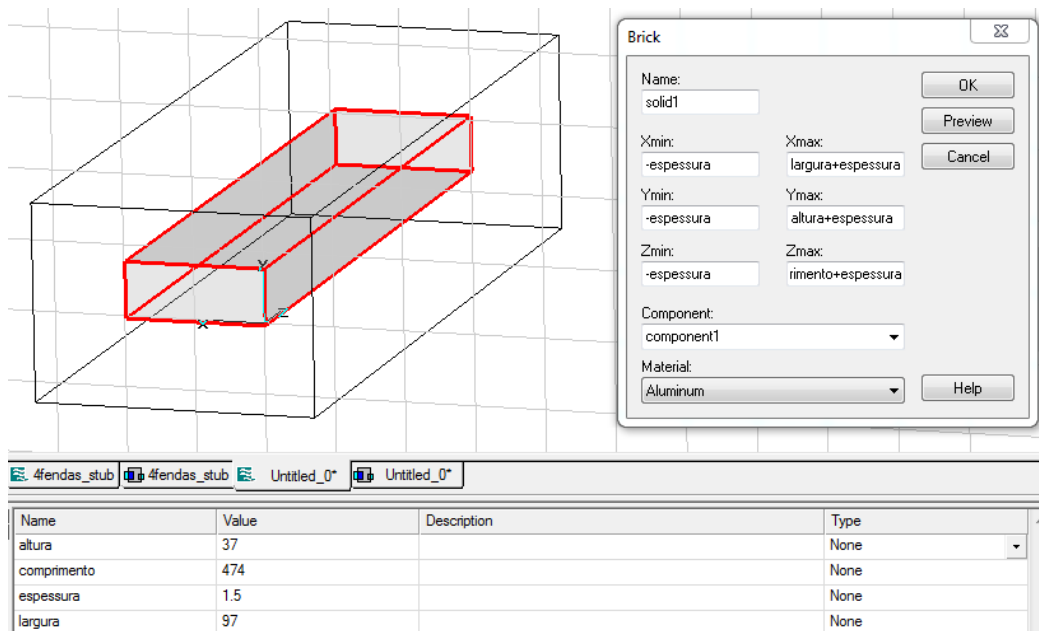 Brick
Name:
solid1
OK
Preview
Cancel
Xmin:
Xmax:
-espessura
largura+espessura
Ymin:
Ymax:
-espessura
altura+espessura
Zmin:
Zmax:
-espessura
rimento+espessura
Component:
component1
Material:
Aluminum
Help
Y
X
Z
4fendas_stub 4fendas_stub Untitled_0* Untitled_0*
Name Value Description Type
altura 37 None
comprimento 474 None
espessura 1.5 None
largura 97 None